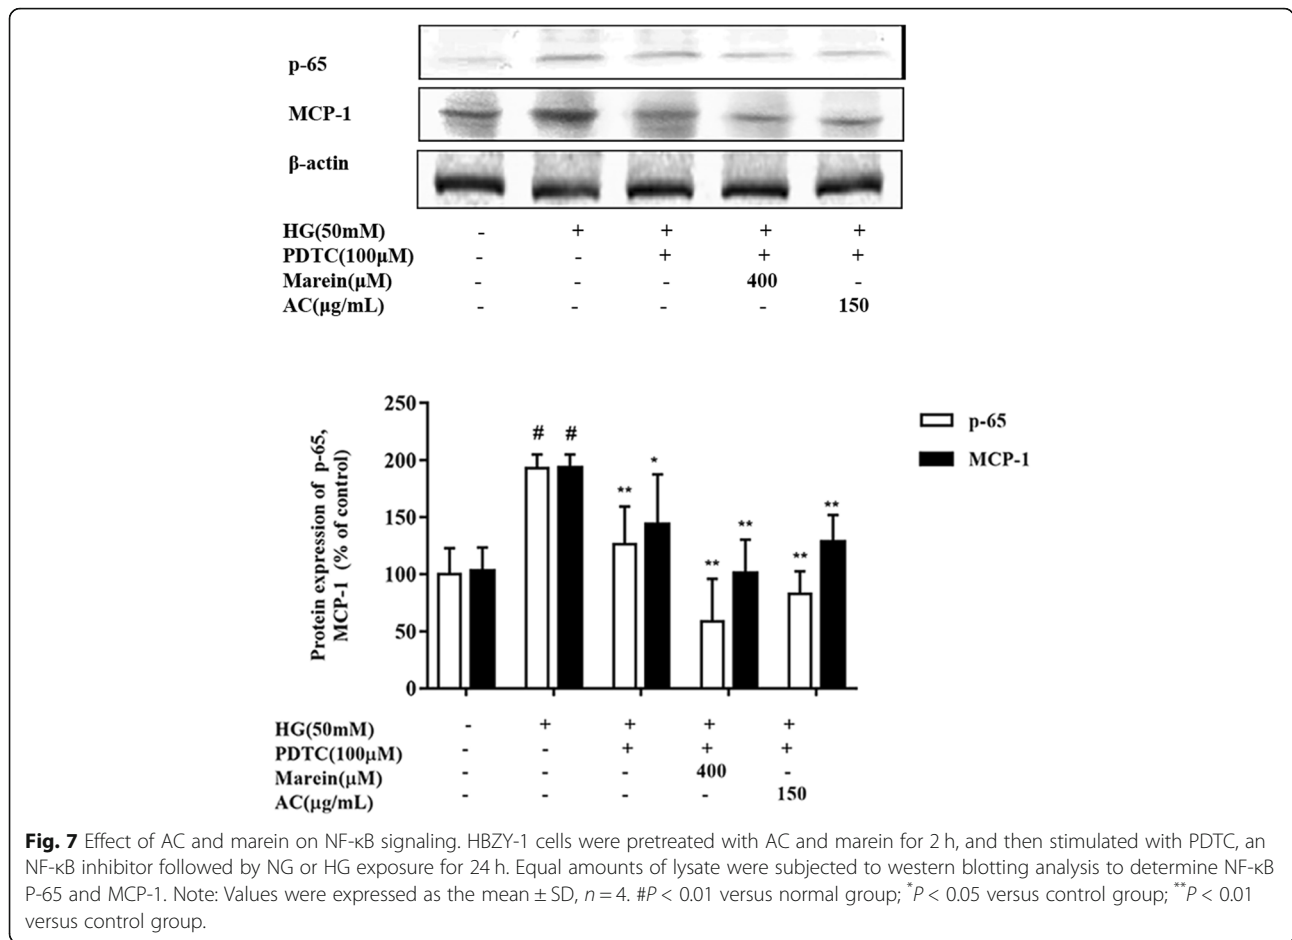 p-65
MCP-1
β-actin
HG(50mM) - + + + +
PDTC(100μM) - - + + +
Marein(μM) - - - 400 -
AC(μg/mL) - - - - 150
Protein expression of p-65,
MCP-1 (% of control)
250
200
150
100
50
0
# # ** * ** ** ** **
p-65
MCP-1
HG(50mM) - + + + +
PDTC(100μM) - - + + +
Marein(μM) - - - 400 -
AC(μg/mL) - - - - 150
Fig. 7 Effect of AC and marein on NF-κB signaling. HBZY-1 cells were pretreated with AC and marein for 2 h, and then stimulated with PDTC, an
NF-κB inhibitor followed by NG or HG exposure for 24 h. Equal amounts of lysate were subjected to western blotting analysis to determine NF-κB
P-65 and MCP-1. Note: Values were expressed as the mean ± SD, n = 4. #P < 0.01 versus normal group; *P < 0.05 versus control group; **P < 0.01
versus control group.